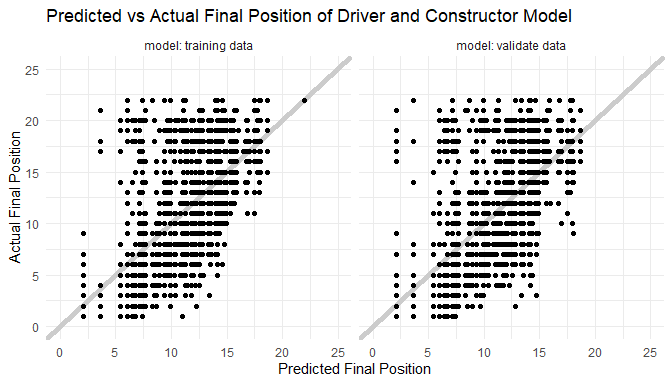 Predicted vs Actual Final Position of Driver and Constructor Model
model: training data
model: validate data
Actual Final Position
25
20
15
10
5
0
0 5 10 15 20 25
0 5 10 15 20 25
Predicted Final Position